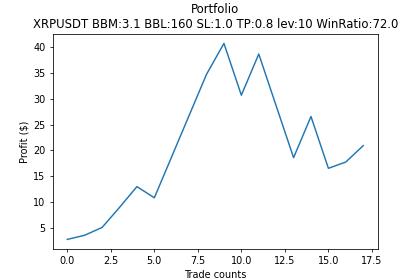 Portfolio
XRPUSDT BBM:3.1 BBL:160 SL:1.0 TP:0.8 lev:10 WinRatio:72.0
40
35
30
25
20
15
10
5
Profit ($)
0.0 2.5 5.0 7.5 10.0 12.5 15.0 17.5
Trade counts